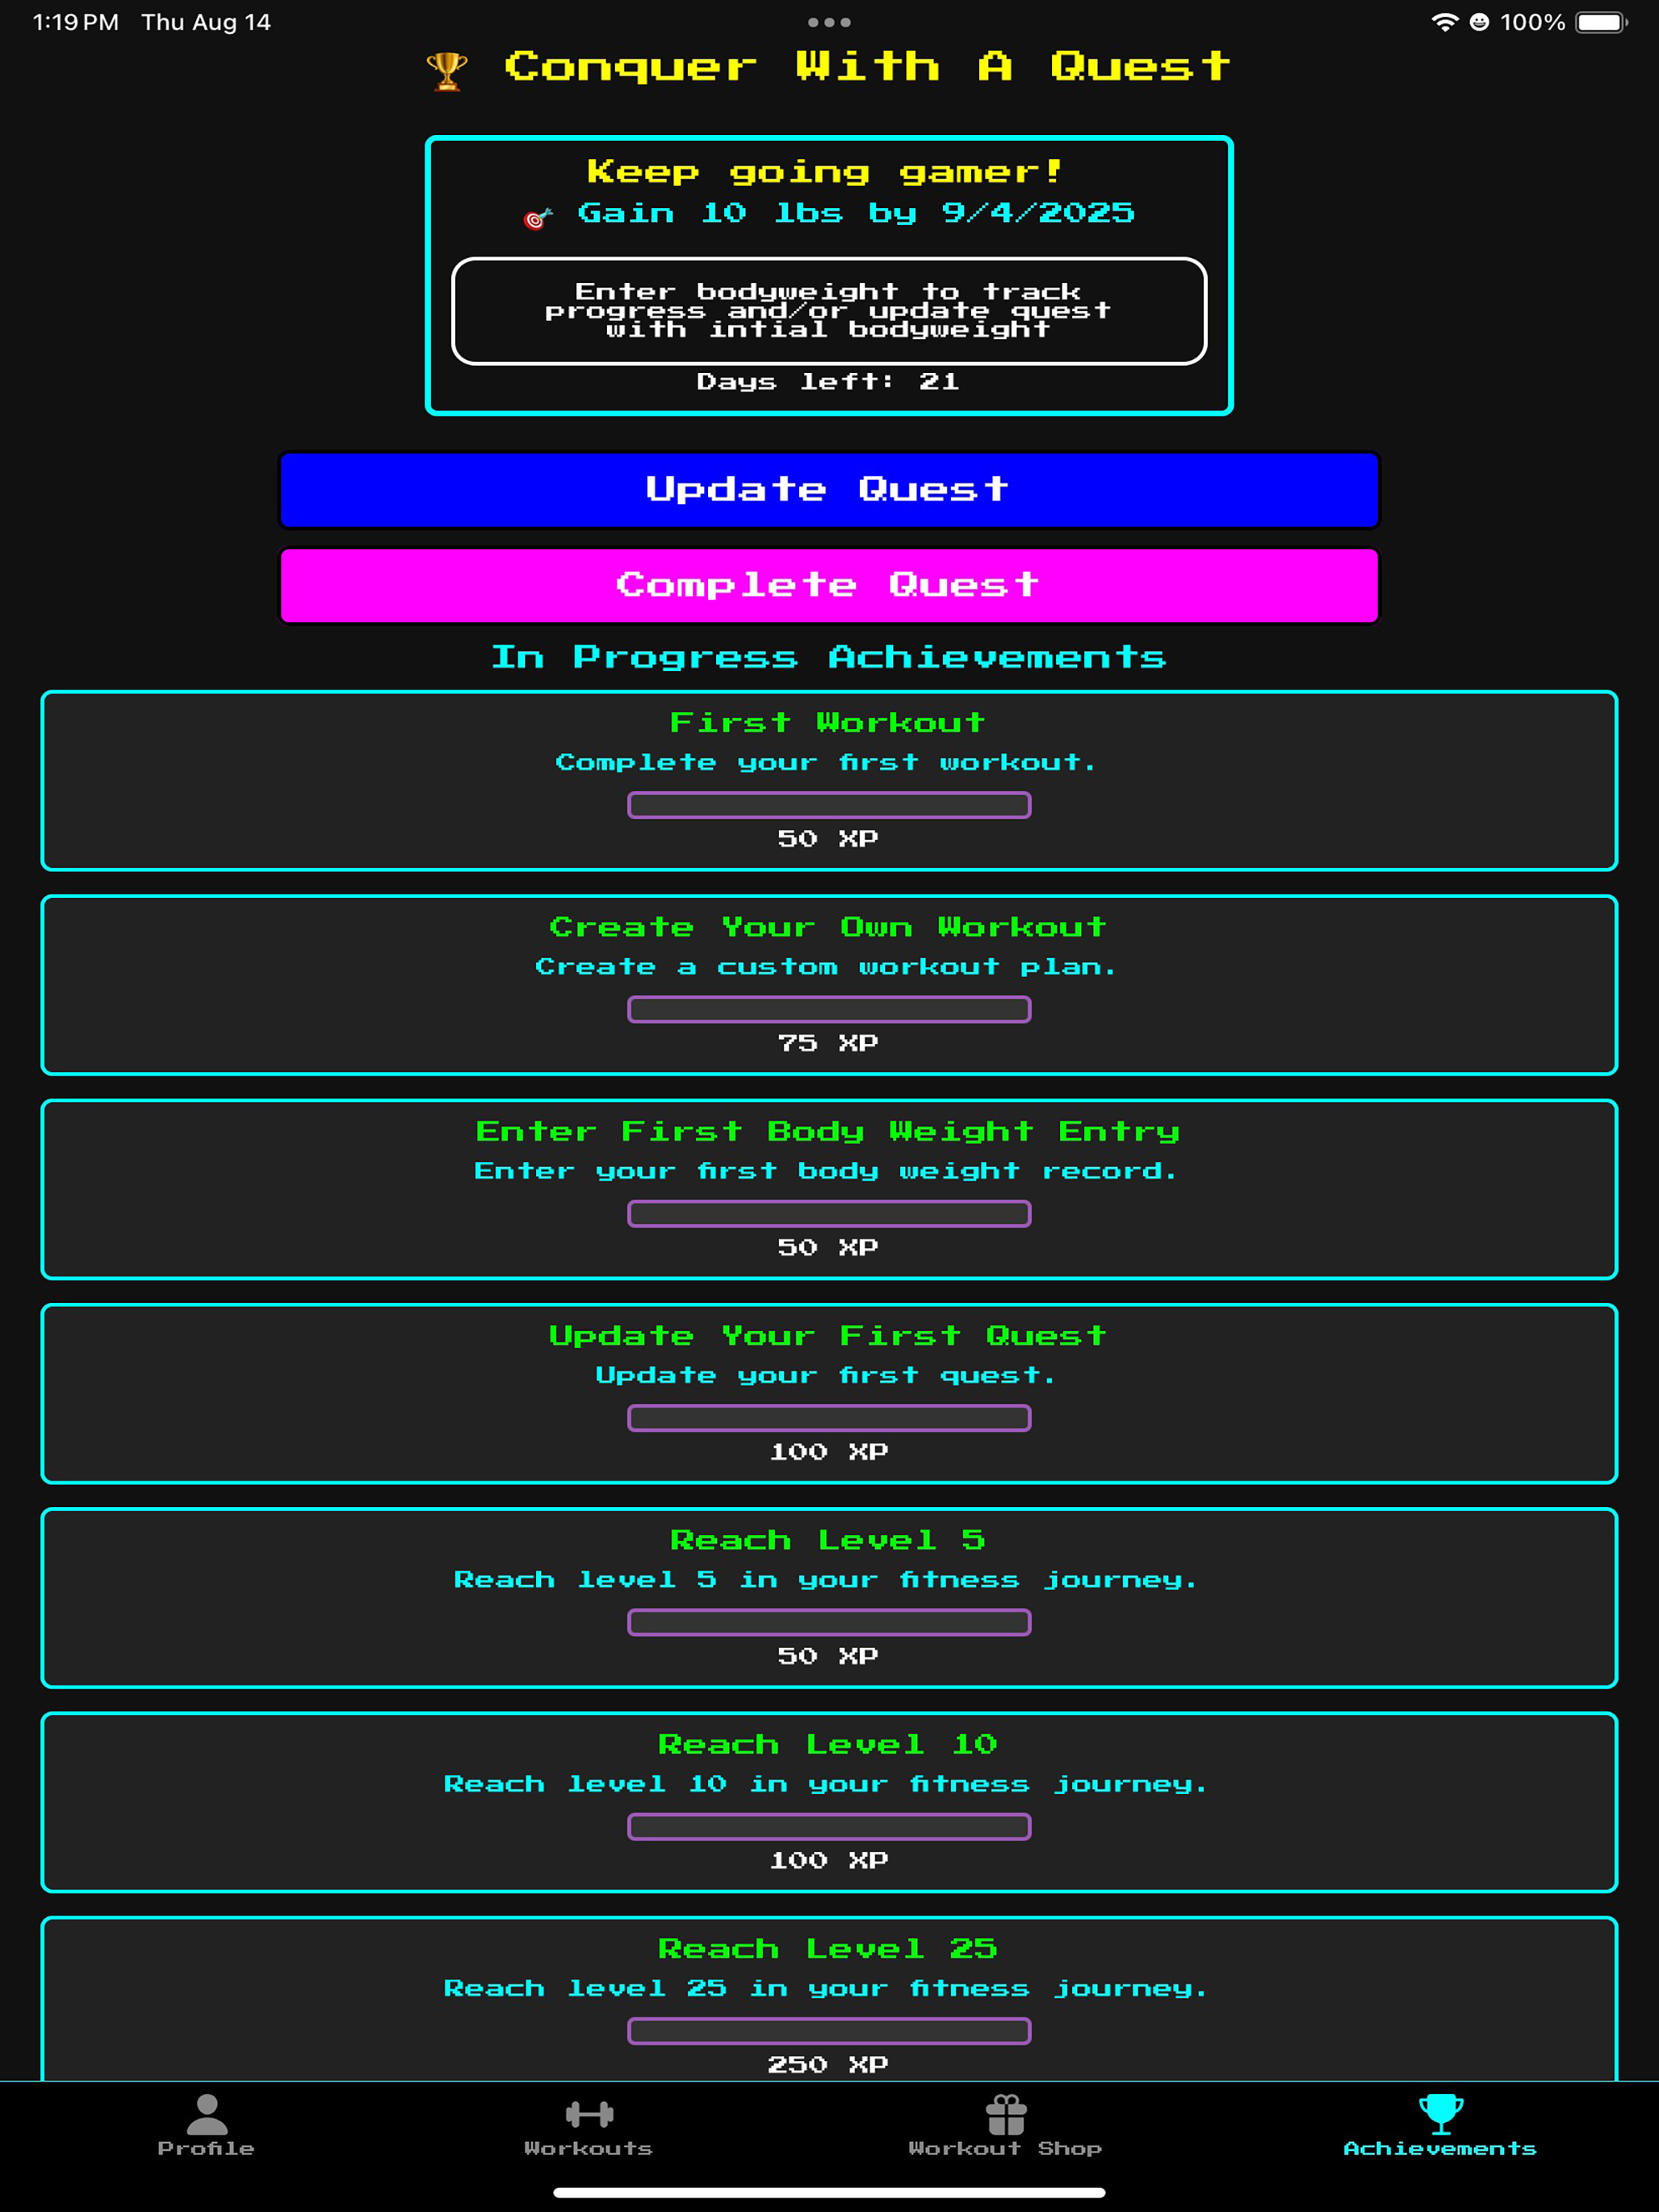 1:19 PM Thu Aug 14
100%
🏆 Conquer With A Quest
Keep going gamer!
🎯 Gain 10 lbs by 9/4/2025
Enter bodyweight to track
progress and/or update quest
with intial bodyweight
Days left: 21
Update Quest
Complete Quest
In Progress Achievements
First Workout
Complete your first workout.
50 XP
Create Your Own Workout
Create a custom workout plan.
75 XP
Enter First Body Weight Entry
Enter your first body weight record.
50 XP
Update Your First Quest
Update your first quest.
100 XP
Reach Level 5
Reach level 5 in your fitness journey.
50 XP
Reach Level 10
Reach level 10 in your fitness journey.
100 XP
Reach Level 25
Reach level 25 in your fitness journey.
250 XP
Profile
Workouts
Workout Shop
Achievements